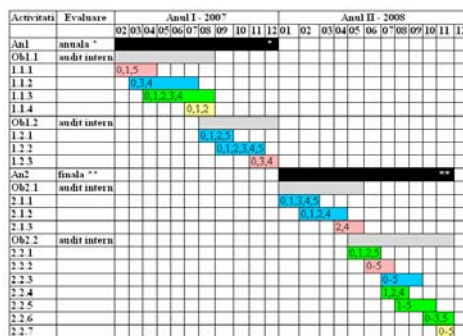 Activitati Evaluare Anul I - 2007 Anul II - 2008
02 03 04 05 06 07 08 09 10 11 12 01 02 03 04 05 06 07 08 09 10 11 12
An1 anuala * *
Ob1.1 audit intern
1.1.1 0,1,5
1.1.2 0,3,4
1.1.3 0,1,2,3,4
1.1.4 0,1,2
Ob1.2 audit intern
1.2.1 0,1,2,5
1.2.2 0,1,2,3,4,5
1.2.3 0,3,4
An2 finala ** **
Ob2.1 audit intern
2.1.1 0,1,3,4,5
2.1.2 0,1,2,4
2.1.3 2,4
Ob2.2 audit intern
2.2.1 0,1,2,5
2.2.2 0-5
2.2.3 0-5
2.2.4 1,2,4
2.2.5 1-5
2.2.6 0-3,5
2.2.7 0-5